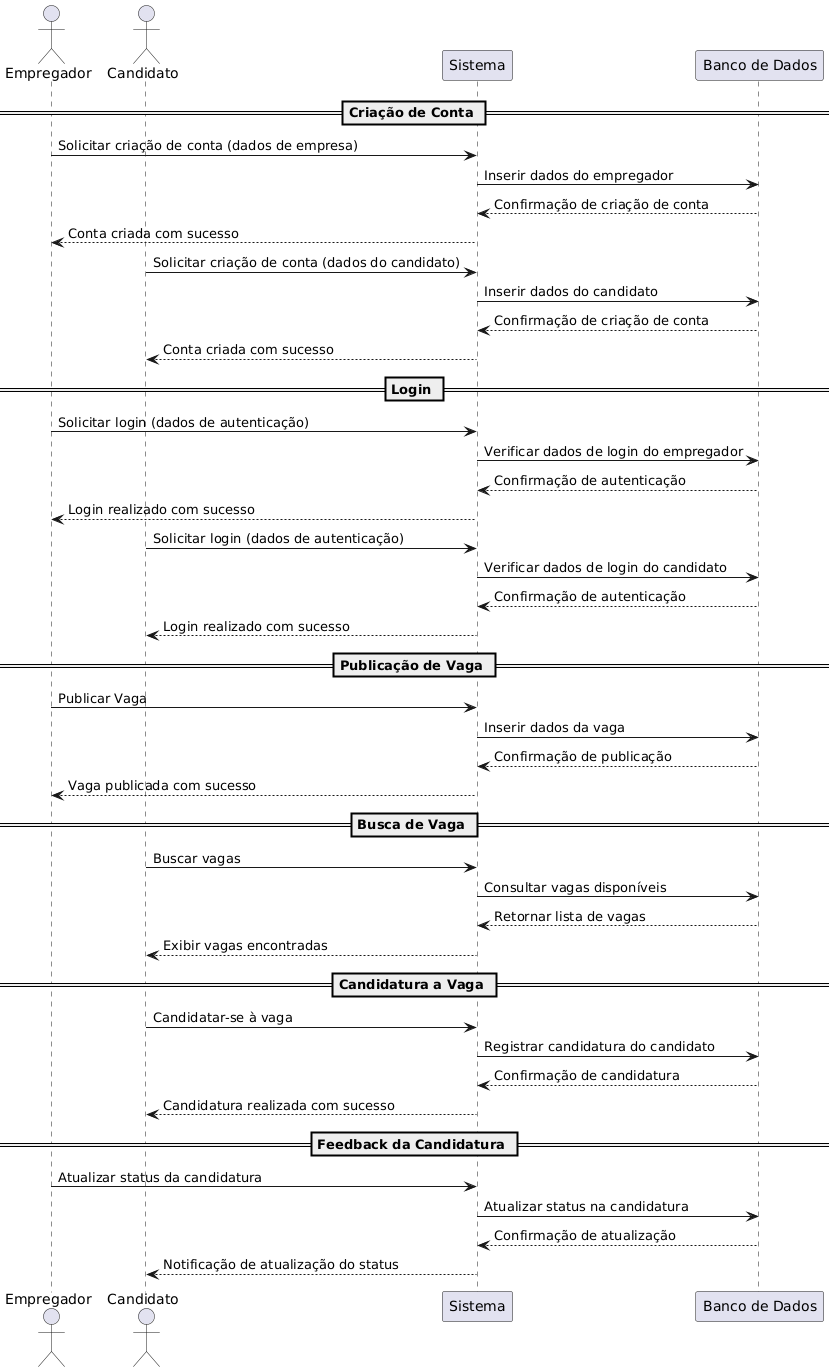 Empregador
Candidato
Sistema
Banco de Dados
Criação de Conta
Solicitar criação de conta (dados de empresa)
Inserir dados do empregador
Confirmação de criação de conta
Conta criada com sucesso
Solicitar criação de conta (dados do candidato)
Inserir dados do candidato
Confirmação de criação de conta
Conta criada com sucesso
Login
Solicitar login (dados de autenticação)
Verificar dados de login do empregador
Confirmação de autenticação
Login realizado com sucesso
Solicitar login (dados de autenticação)
Verificar dados de login do candidato
Confirmação de autenticação
Login realizado com sucesso
Publicação de Vaga
Publicar Vaga
Inserir dados da vaga
Confirmação de publicação
Vaga publicada com sucesso
Busca de Vaga
Buscar vagas
Consultar vagas disponíveis
Retornar lista de vagas
Exibir vagas encontradas
Candidatura a Vaga
Candidatar-se à vaga
Registrar candidatura do candidato
Confirmação de candidatura
Candidatura realizada com sucesso
Feedback da Candidatura
Atualizar status da candidatura
Atualizar status na candidatura
Confirmação de atualização
Notificação de atualização do status
Empregador
Candidato
Sistema
Banco de Dados